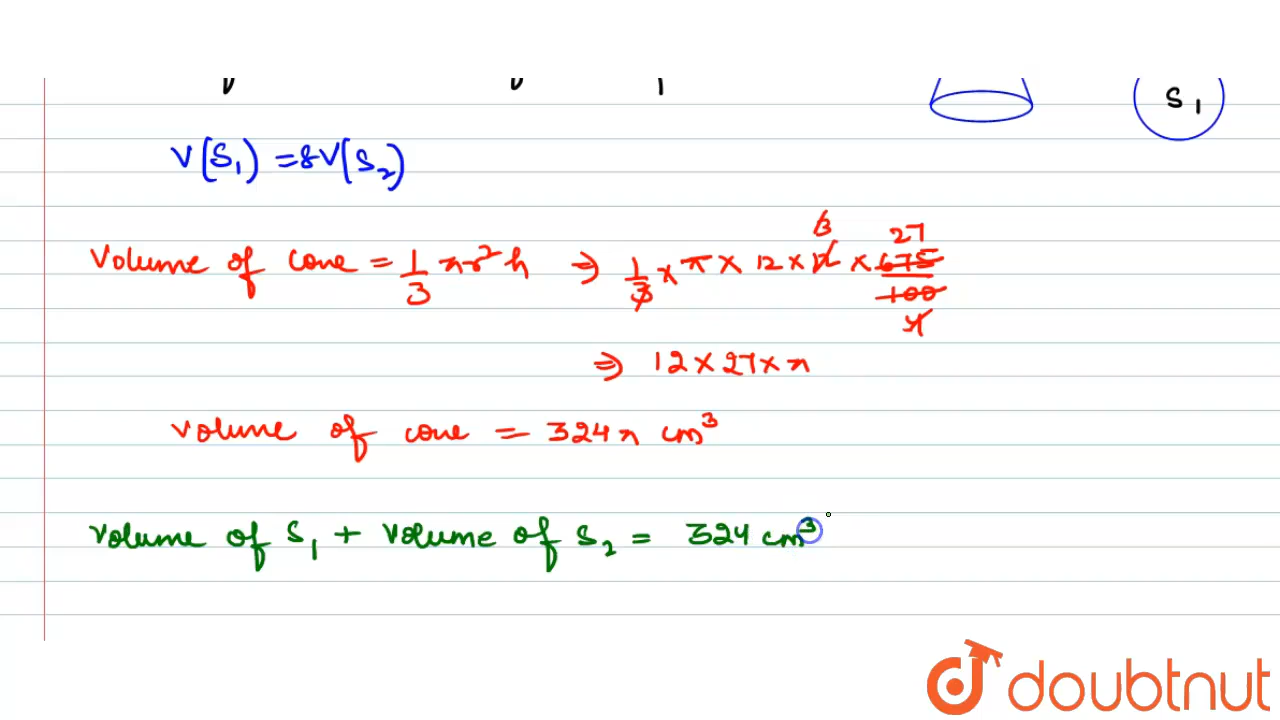 S1
V(S1) = 8V(S2)
Volume of cone = 1/3 πr²h ⇒ 1/3 × π × 12 × 12 3 × 675/100 27 4
⇒ 12 × 27 × π
Volume of cone = 324π cm³
Volume of S1 + Volume of S2 = 324 cm³
doubtnut